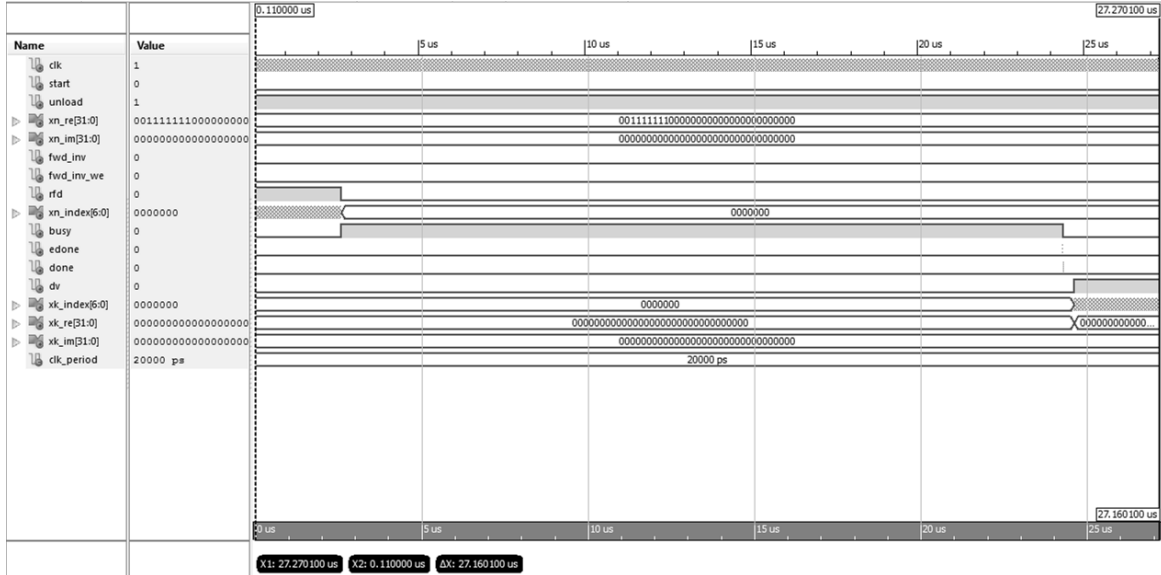 0.110000 us 27.270100 us
Name Value 5 us 10 us 15 us 20 us 25 us
clk 1
start 0
unload 1
xn_re[31:0] 001111111000000000 00111111100000000000000000000000
xn_im[31:0] 000000000000000000 00000000000000000000000000000000
fwd_inv 0
fwd_inv_we 0
rfd 0
xn_index[6:0] 0000000 0000000
busy 0
edone 0
done 0
dv 0
xk_index[6:0] 0000000 0000000
xk_re[31:0] 000000000000000000 00000000000000000000000000000000 000000000000...
xk_im[31:0] 000000000000000000 00000000000000000000000000000000
clk_period 20000 ps 20000 ps
27.160100 us
0 us 5 us 10 us 15 us 20 us 25 us
X1: 27.270100 us X2: 0.110000 us ΔX: 27.160100 us